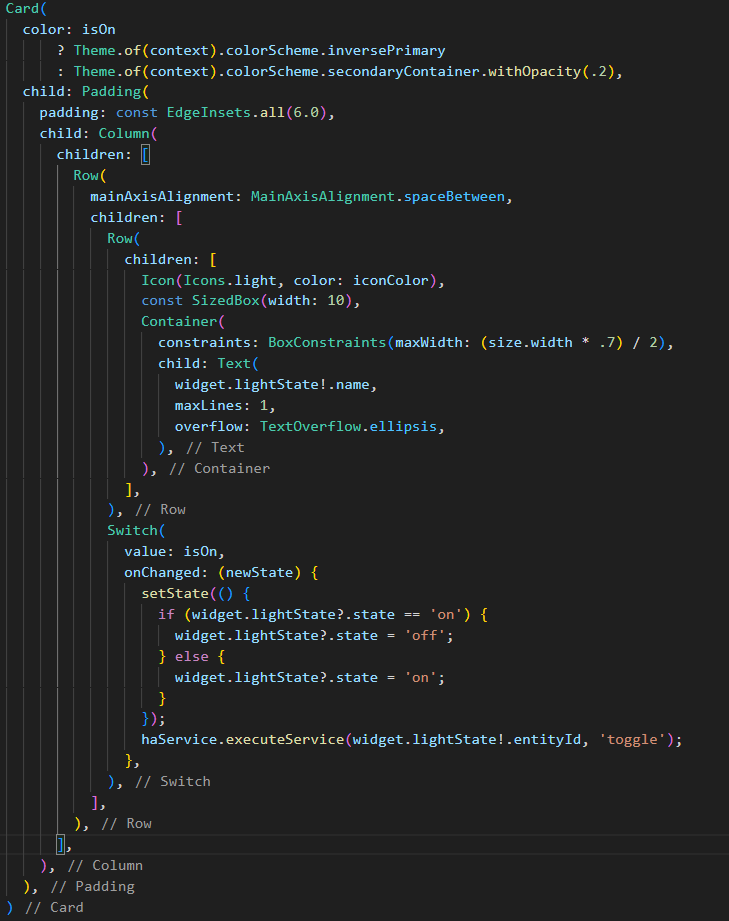 Card(
  color: isOn
      ? Theme.of(context).colorScheme.inversePrimary
      : Theme.of(context).colorScheme.secondaryContainer.withOpacity(.2),
  child: Padding(
    padding: const EdgeInsets.all(6.0),
    child: Column(
      children: [
        Row(
          mainAxisAlignment: MainAxisAlignment.spaceBetween,
          children: [
            Row(
              children: [
                Icon(Icons.light, color: iconColor),
                const SizedBox(width: 10),
                Container(
                  constraints: BoxConstraints(maxWidth: (size.width * .7) / 2),
                  child: Text(
                    widget.lightState!.name,
                    maxLines: 1,
                    overflow: TextOverflow.ellipsis,
                  ), // Text
                ), // Container
              ],
            ), // Row
            Switch(
              value: isOn,
              onChanged: (newState) {
                setState(() {
                  if (widget.lightState?.state == 'on') {
                    widget.lightState?.state = 'off';
                  } else {
                    widget.lightState?.state = 'on';
                  }
                });
                haService.executeService(widget.lightState!.entityId, 'toggle');
              },
            ), // Switch
          ],
        ), // Row
      ],
    ), // Column
  ), // Padding
) // Card